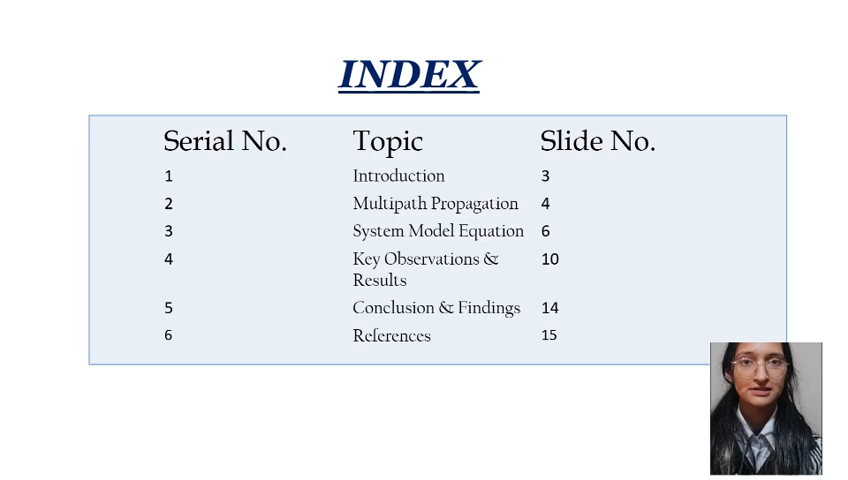 INDEX
Serial No. Topic Slide No.
1 Introduction 3
2 Multipath Propagation 4
3 System Model Equation 6
4 Key Observations & 10
Results
5 Conclusion & Findings 14
6 References 15